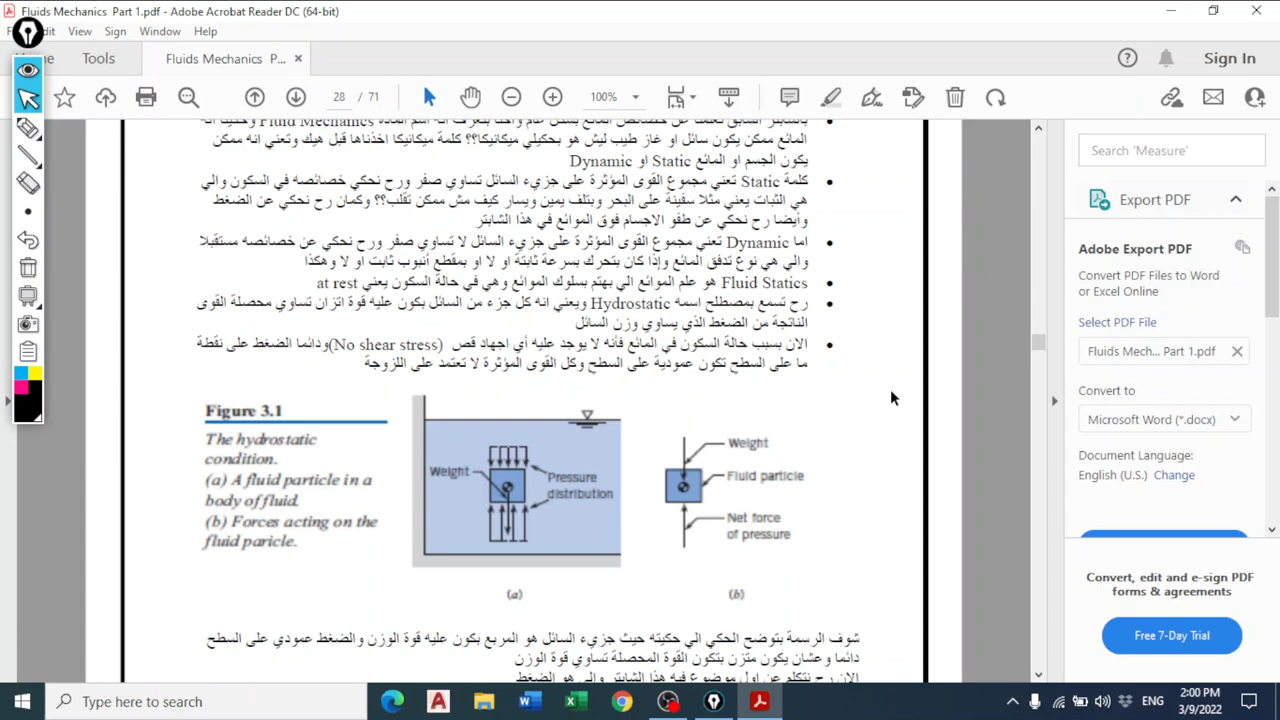 Fluids Mechanics Part 1.pdf - Adobe Acrobat Reader DC (64-bit)
View Sign Window Help
Tools
Fluids Mechanics P... ×
Sign In
28 / 71
100%
Search 'Measure'
Export PDF
Adobe Export PDF
Convert PDF Files to Word
or Excel Online
Select PDF File
Fluids Mech... Part 1.pdf
Convert to
Microsoft Word (*.docx)
Document Language:
English (U.S.) Change
Convert, edit and e-sign PDF
forms & agreements
Free 7-Day Trial
المائع ممكن يكون سائل او غاز طيب ليش هو بحكيلي ميكانيكا؟؟ كلمة ميكانيكا اخذناها قبل هيك وتعني انه ممكن
يكون الجسم او المائع Static او Dynamic
كلمة Static تعني مجموع القوى المؤثرة على جزيء السائل تساوي صفر ورح نحكي خصائصه في السكون والي
هي الثبات يعني مثلا سفينة على البحر وبتلف يمين ويسار كيف مش ممكن تقلب؟؟ وكمان رح نحكي عن الضغط
وأيضا رح نحكي عن طفو الاجسام فوق الموائع في هذا الشابتر
اما Dynamic تعني مجموع القوى المؤثرة على جزيء السائل لا تساوي صفر ورح نحكي عن خصائصه مستقبلا
والي هي نوع تدفق المائع وإذا كان بتحرك بسرعة ثابتة او لا او بمقطع أنبوب ثابت او لا وهكذا
Fluid Statics هو علم الموائع الي بهتم بسلوك الموائع وهي في حالة السكون يعني at rest
رح تسمع بمصطلح اسمه Hydrostatic ويعني انه كل جزء من السائل بكون عليه قوة اتزان تساوي محصلة القوى
الناتجة من الضغط الذي يساوي وزن السائل
الان بسبب حالة السكون في المائع فأنه لا يوجد عليه أي اجهاد قص (No shear stress)ودائما الضغط على نقطة
ما على السطح تكون عمودية على السطح وكل القوى المؤثرة لا تعتمد على اللزوجة
Figure 3.1
The hydrostatic
condition.
(a) A fluid particle in a
body of fluid.
(b) Forces acting on the
fluid paricle.
Weight
Pressure
distribution
(a)
Weight
Fluid particle
Net force
of pressure
(b)
شوف الرسمة بتوضح الحكي الي حكيته حيث جزيء السائل هو المربع بكون عليه قوة الوزن والضغط عمودي على السطح
دائما وعشان يكون متزن بتكون القوة المحصلة تساوي قوة الوزن
الان رح نتكلم عن اول موضوع فيه هذا الشابتر والي هو الضغط
Type here to search
ENG
2:00 PM
3/9/2022